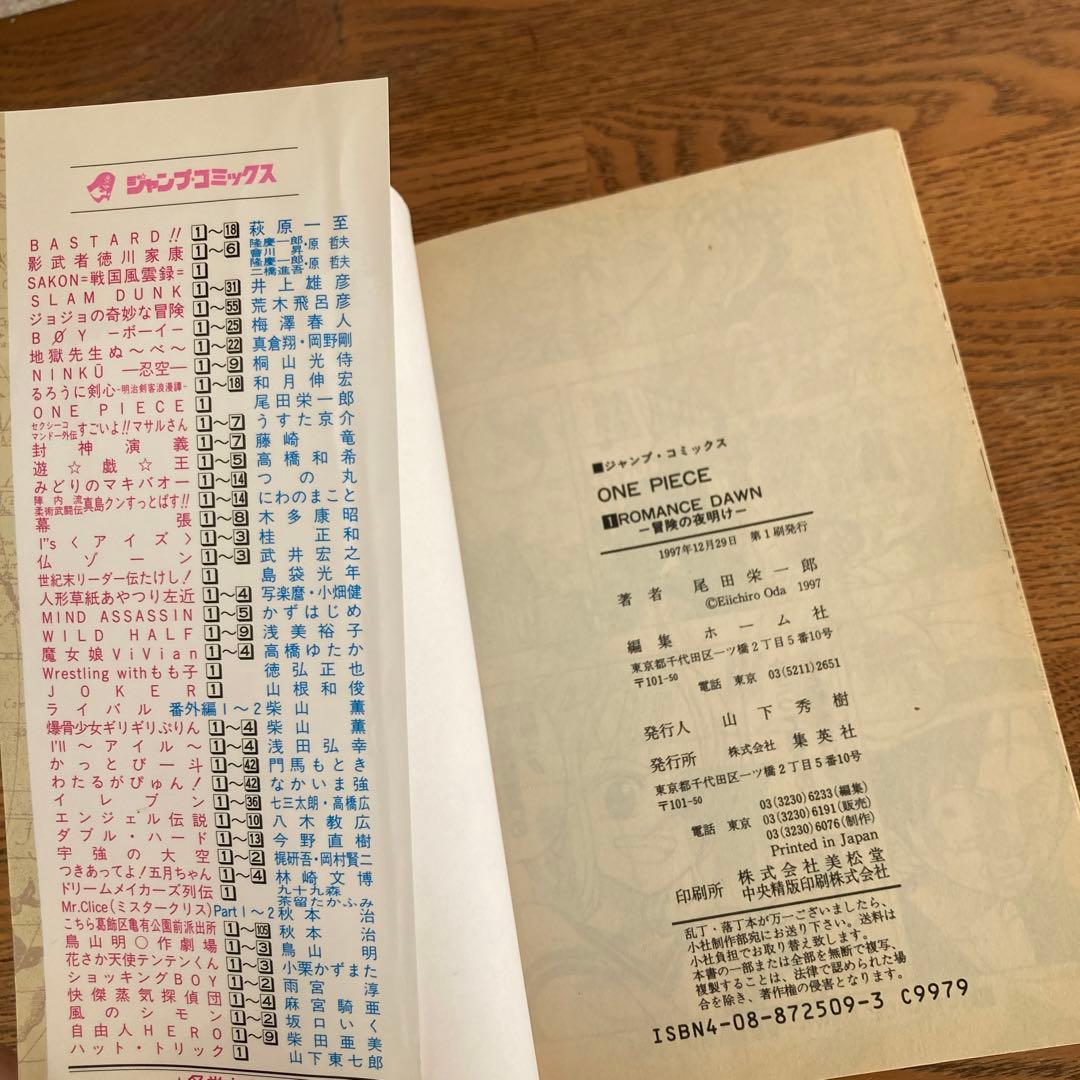 ジャンプ・コミックス
BASTARD!! 1〜18 萩原一至
影武者徳川家康 1〜6 隆慶一郎・原哲夫 會川昇
SAKON=戦国風雲録= 1 隆慶一郎・原哲夫 二橋進吾
SLAM DUNK 1〜31 井上雄彦
ジョジョの奇妙な冒険 1〜55 荒木飛呂彦
BØY −ボーイ− 1〜25 梅澤春人
地獄先生ぬ〜べ〜 1〜22 真倉翔・岡野剛
NINKŪ —忍空— 1〜9 桐山光侍
るろうに剣心-明治剣客浪漫譚- 1〜18 和月伸宏
ONE PIECE 1 尾田栄一郎
セクシーコマンドー外伝 すごいよ!!マサルさん 1〜7 うすた京介
封神演義 1〜7 藤崎竜
遊☆戯☆王 1〜5 高橋和希
みどりのマキバオー 1〜14 つの丸
陣内流柔術武闘伝 真島クンすっとばす!! 1〜14 にわのまこと
幕張 1〜8 木多康昭
I"s〈アイズ〉 1〜3 桂正和
仏ゾーン 1〜3 武井宏之
世紀末リーダー伝たけし! 1 島袋光年
人形草紙あやつり左近 1〜4 写楽麿・小畑健
MIND ASSASSIN 1〜5 かずはじめ
WILD HALF 1〜9 浅美裕子
魔女娘ViVian 1〜4 高橋ゆたか
Wrestling withもも子 1 徳弘正也
JOKER 1 山根和俊
ライバル 番外編1〜2 柴山薫
爆骨少女ギリギリぷりん 1〜4 柴山薫
I'll 〜アイル〜 1〜4 浅田弘幸
かっとび一斗 1〜42 門馬もとき
わたるがぴゅん! 1〜42 なかいま強
イレブン 1〜36 七三太朗・高橋広
エンジェル伝説 1〜10 八木教広
ダブル・ハード 1〜13 今野直樹
宇強の大空 1〜2 梶研吾・岡村賢二
つきあってよ!五月ちゃん 1〜4 林崎文博
ドリームメイカーズ列伝 1 九十九森 茶留たかふみ
Mr.Clice(ミスタークリス) Part1〜2 秋本治
こちら葛飾区亀有公園前派出所 1〜109 秋本治
鳥山明○作劇場 1〜3 鳥山明
花さか天使テンテンくん 1〜3 小栗かずまた
ショッキングBOY 1〜2 雨宮淳
快傑蒸気探偵団 1〜4 麻宮騎亜
風のシモン 1〜2 坂口いく
自由人HERO 1〜9 柴田亜美
ハット・トリック 1 山下東七郎
■ジャンプ・コミックス
ONE PIECE
1 ROMANCE DAWN
−冒険の夜明け−
1997年12月29日 第1刷発行
著者 尾田栄一郎
©Eiichiro Oda 1997
編集 ホーム社
東京都千代田区一ツ橋2丁目5番10号
〒101-50
電話 東京 03(5211)2651
発行人 山下秀樹
発行所 株式会社 集英社
東京都千代田区一ツ橋2丁目5番10号
〒101-50
03(3230)6233(編集)
電話 東京 03(3230)6191(販売)
03(3230)6076(制作)
Printed in Japan
印刷所 株式会社美松堂
中央精版印刷株式会社
乱丁・落丁本が万一ございましたら、
小社制作部宛にお送り下さい。送料は
小社負担でお取り替え致します。
本書の一部または全部を無断で複写、
複製することは、法律で認められた場
合を除き、著作権の侵害となります。
ISBN4-08-872509-3 C9979